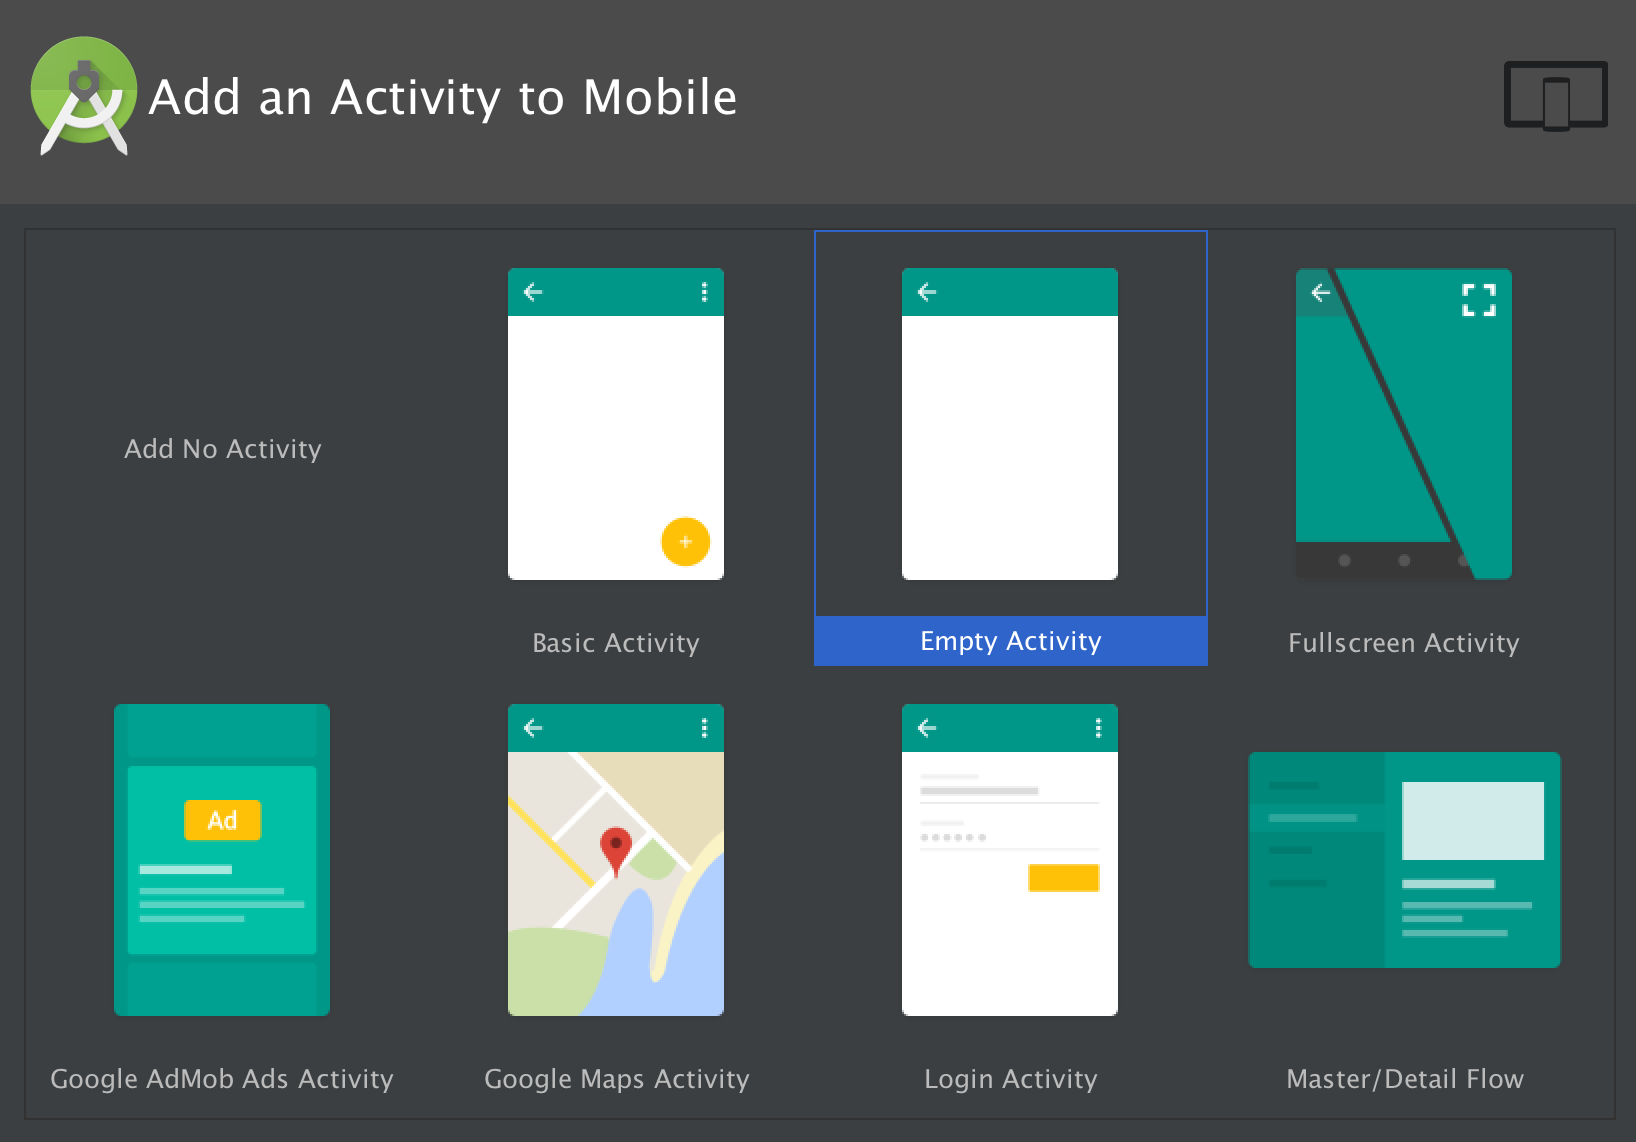 Add an Activity to Mobile
Add No Activity
Basic Activity
Empty Activity
Fullscreen Activity
Ad
Google AdMob Ads Activity
Google Maps Activity
Login Activity
Master/Detail Flow